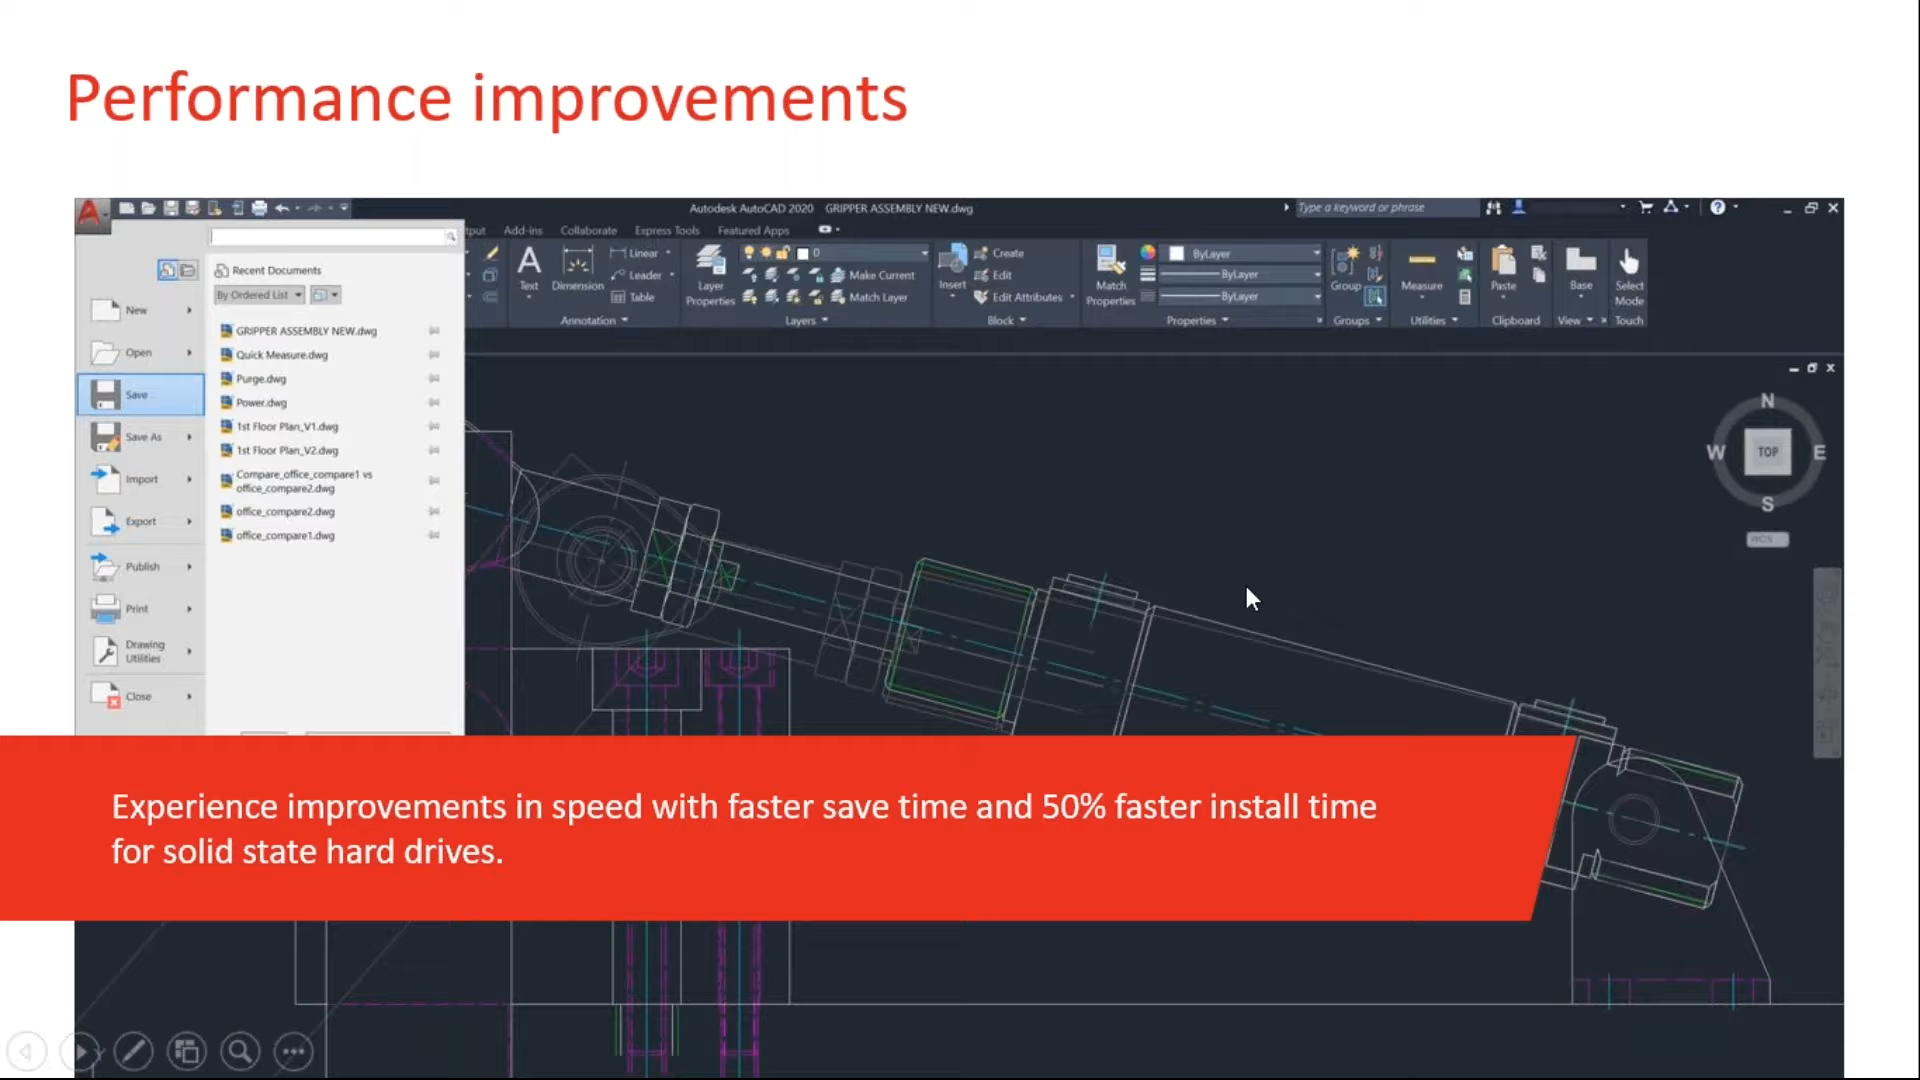 Performance improvements
Autodesk AutoCAD 2020 GRIPPER ASSEMBLY NEW.dwg
Type a keyword or phrase
Add-ins Collaborate Express Tools Featured Apps
Recent Documents
By Ordered List
New
Open
Save
Save As
Import
Export
Publish
Print
Drawing
Utilities
Close
GRIPPER ASSEMBLY NEW.dwg
Quick Measure.dwg
Purge.dwg
Power.dwg
1st Floor Plan_V1.dwg
1st Floor Plan_V2.dwg
Compare_office_compare1 vs
office_compare2.dwg
office_compare2.dwg
office_compare1.dwg
Text
Dimension
Linear
Leader
Table
Annotation
Layer
Properties
0
Make Current
Match Layer
Layers
Insert
Create
Edit
Edit Attributes
Block
Match
Properties
ByLayer
ByLayer
ByLayer
Properties
Group
Groups
Measure
Utilities
Paste
Clipboard
Base
View
Select
Mode
Touch
N
W TOP E
S
WCS
Experience improvements in speed with faster save time and 50% faster install time
for solid state hard drives.